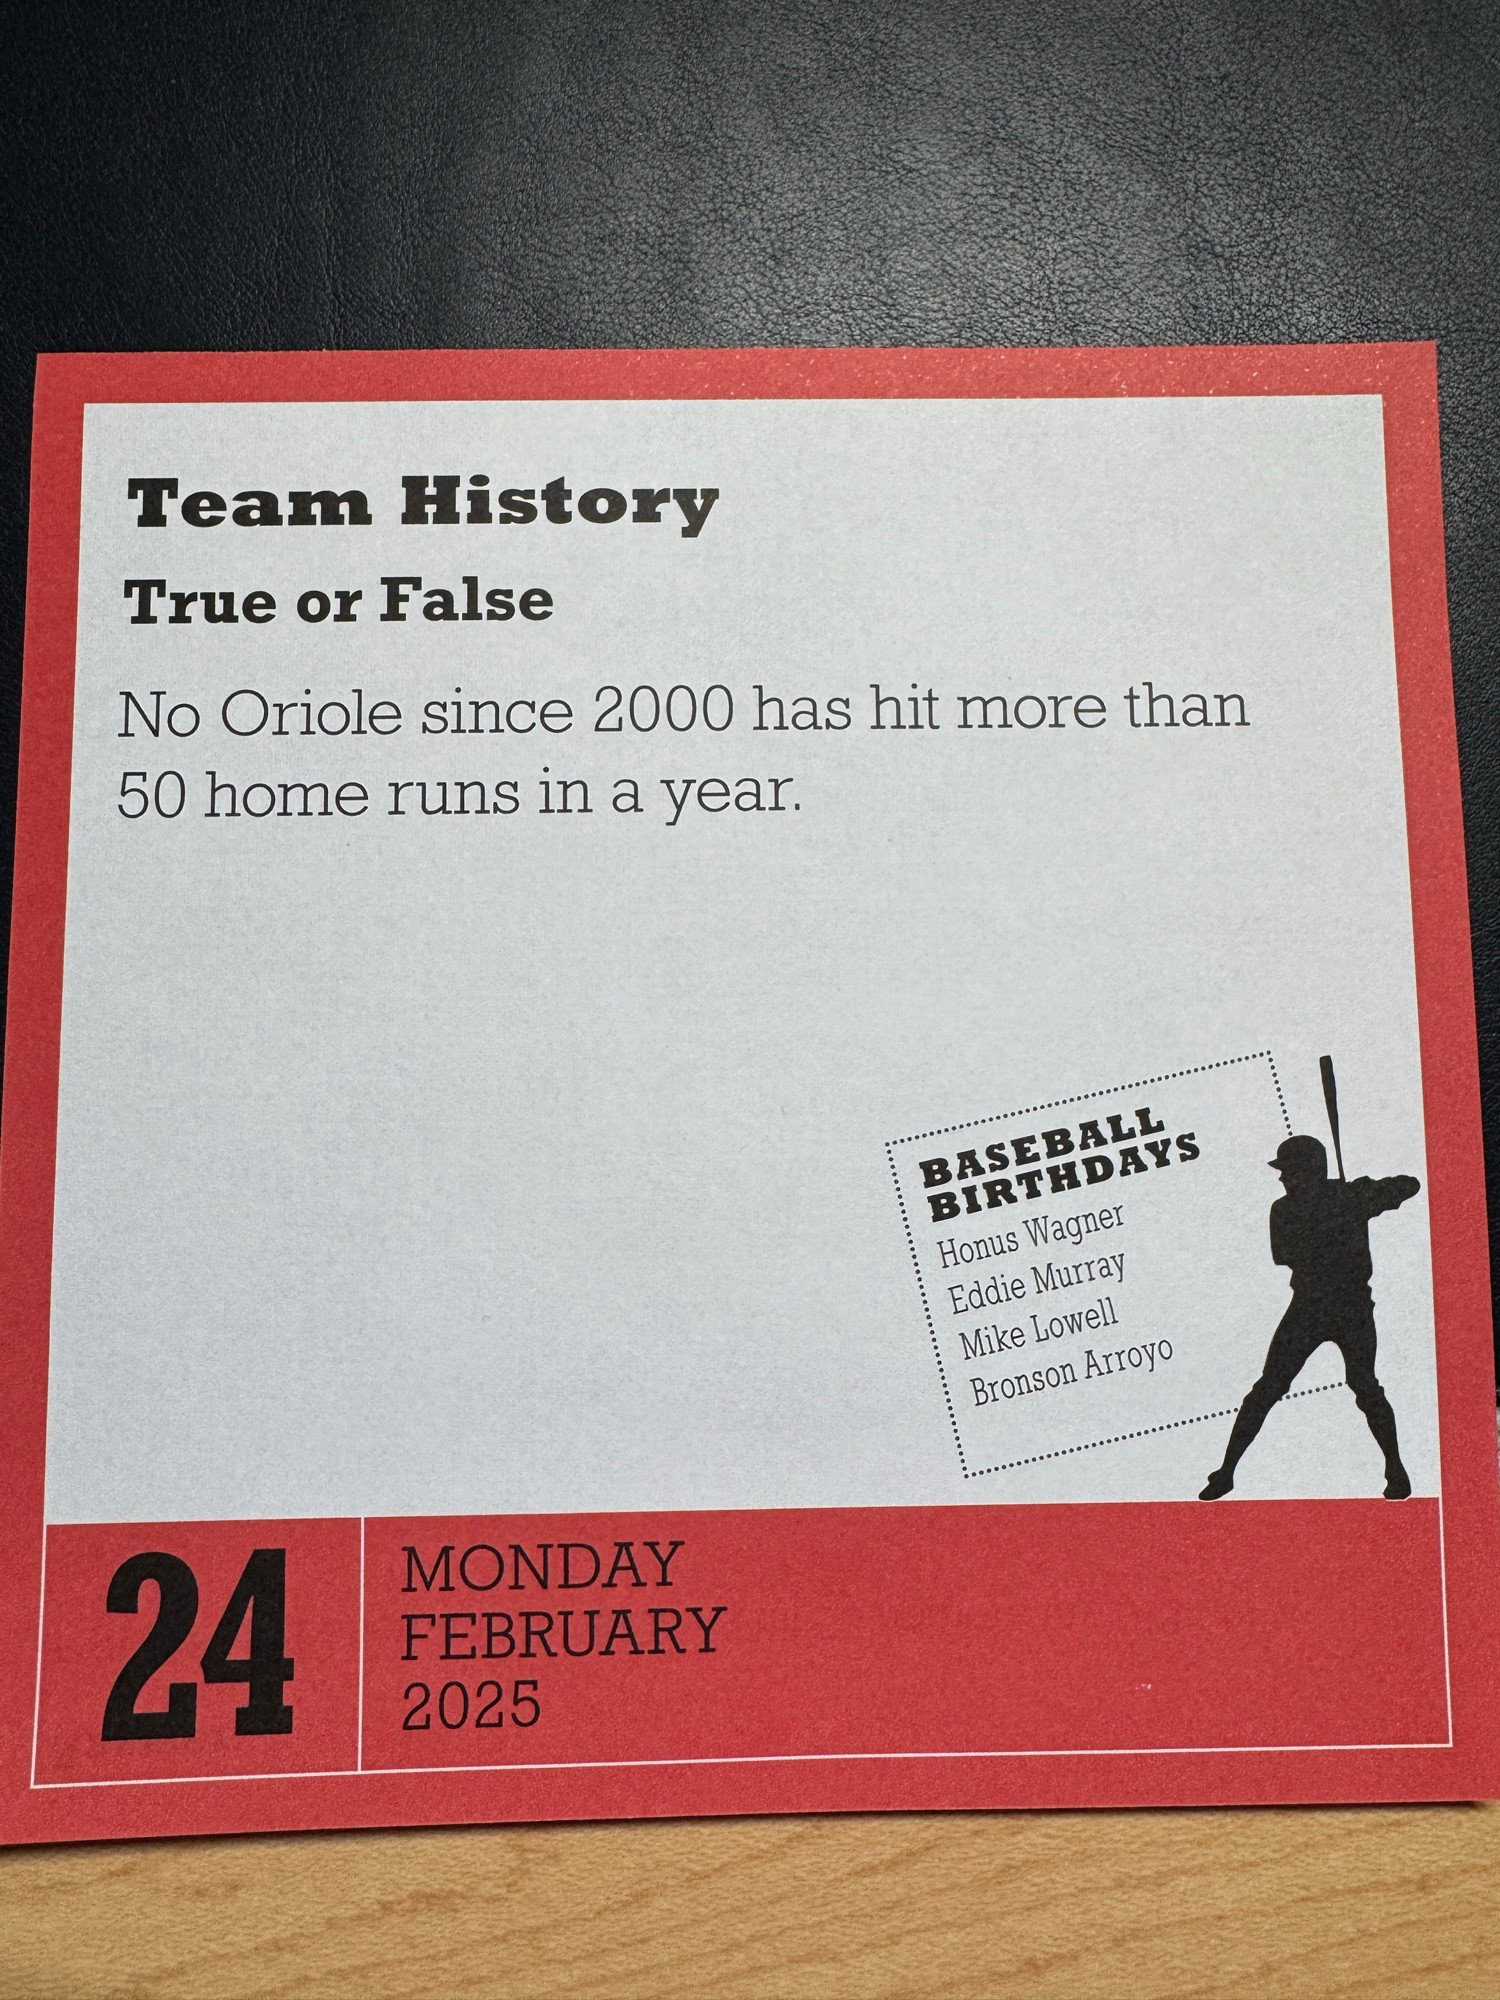 Team History
True or False
No Oriole since 2000 has hit more than
50 home runs in a year.
BASEBALL
BIRTHDAYS
Honus Wagner
Eddie Murray
Mike Lowell
Bronson Arroyo
24
MONDAY
FEBRUARY
2025